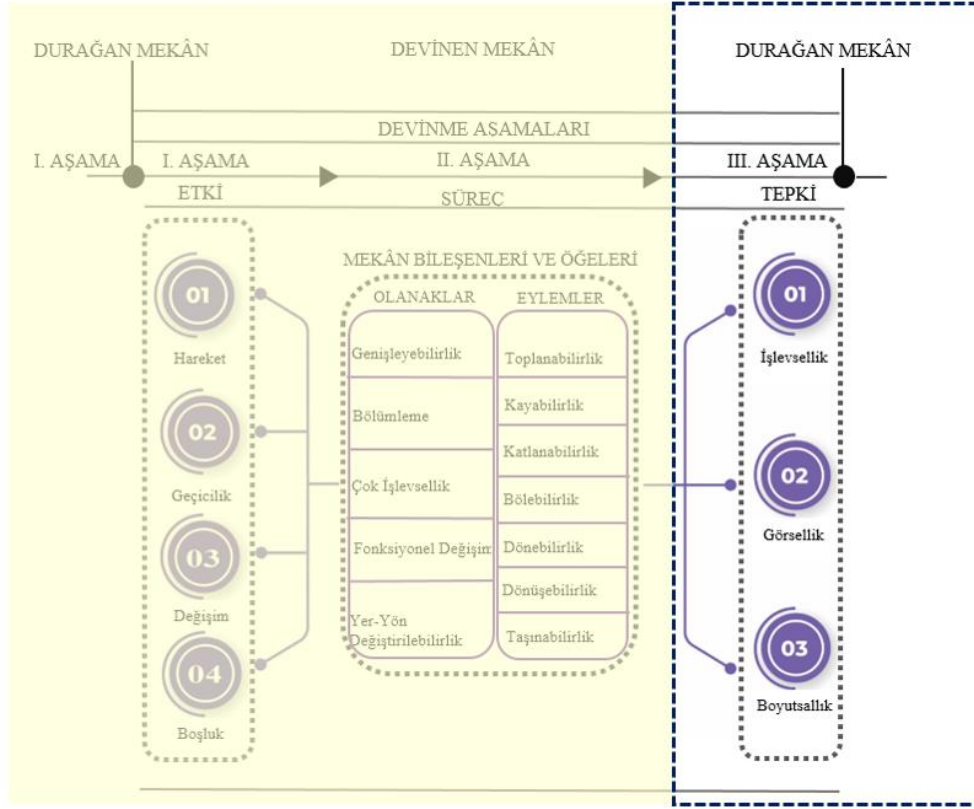 DURAĞAN MEKÂN
DEVİNEN MEKÂN
DURAĞAN MEKÂN
DEVİNME AŞAMALARI
I. AŞAMA
I. AŞAMA
II. AŞAMA
III. AŞAMA
ETKİ
SÜREÇ
TEPKİ
01
Hareket
02
Geçicilik
03
Değişim
04
Boşluk
MEKÂN BİLEŞENLERİ VE ÖĞELERİ
OLANAKLAR
Genişleyebilirlik
Bölümleme
Çok İşlevsellik
Fonksiyonel Değişim
Yer-Yön
Değiştirilebilirlik
EYLEMLER
Toplanabilirlik
Kayabilirlik
Katlanabilirlik
Bölebilirlik
Dönebilirlik
Dönüşebilirlik
Taşınabilirlik
01
İşlevsellik
02
Görsellik
03
Boyutsallık